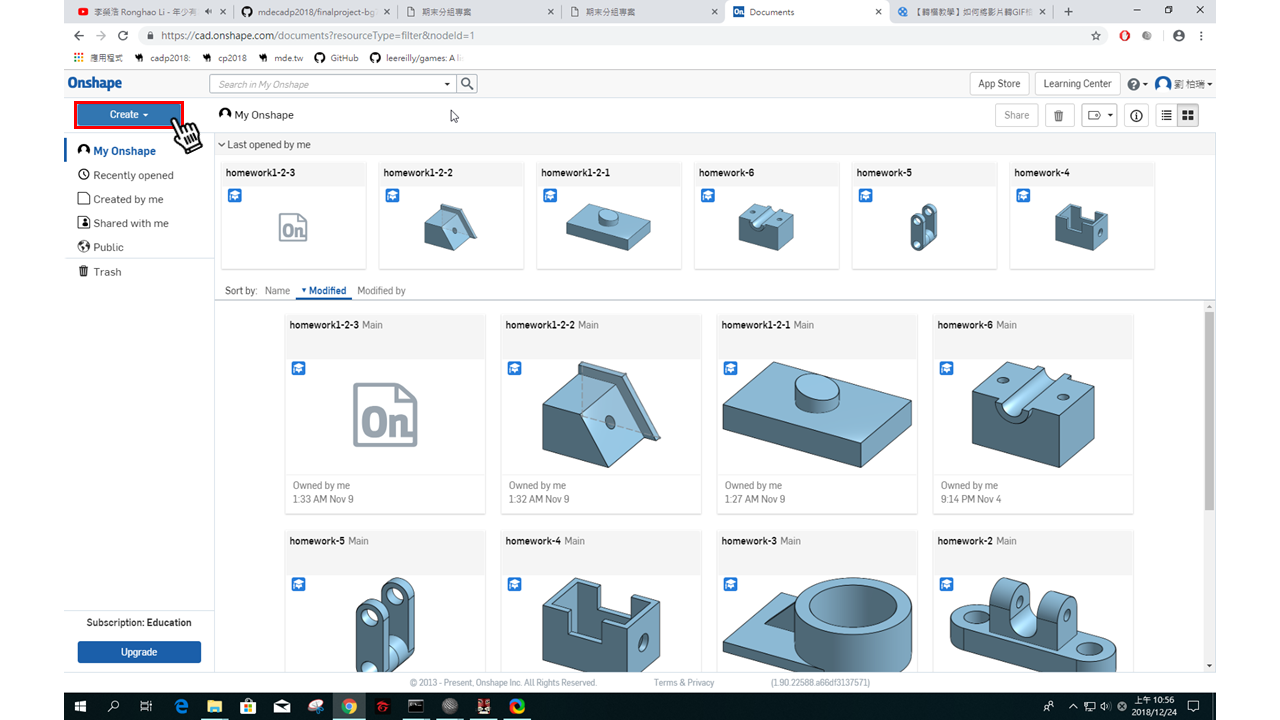 李榮浩 Ronghao Li - 年少有
mdecadp2018/finalproject-bg
期末分組專案
期末分組專案
Documents
【轉檔教學】如何將影片轉GIF檔
https://cad.onshape.com/documents?resourceType=filter&nodeId=1
應用程式
cadp2018:
cp2018
mde.tw
GitHub
leereilly/games: A li
Onshape
Search in My Onshape
App Store
Learning Center
劉 柏瑞
Create
My Onshape
Share
My Onshape
Recently opened
Created by me
Shared with me
Public
Trash
Last opened by me
homework1-2-3
homework1-2-2
homework1-2-1
homework-6
homework-5
homework-4
On
Sort by: Name Modified Modified by
homework1-2-3 Main
homework1-2-2 Main
homework1-2-1 Main
homework-6 Main
On
Owned by me
1:33 AM Nov 9
Owned by me
1:32 AM Nov 9
Owned by me
1:27 AM Nov 9
Owned by me
9:14 PM Nov 4
homework-5 Main
homework-4 Main
homework-3 Main
homework-2 Main
Subscription: Education
Upgrade
© 2013 - Present, Onshape Inc. All Rights Reserved.
Terms & Privacy
(1.90.22588.a66df3137571)
上午 10:56
2018/12/24